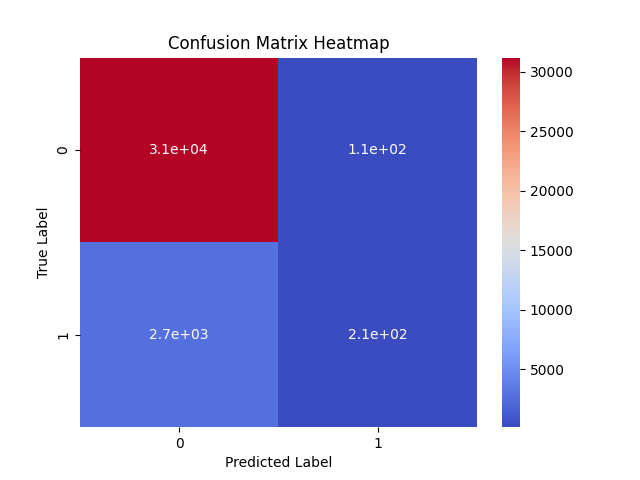 Confusion Matrix Heatmap
True Label
0
3.1e+04
1.1e+02
1
2.7e+03
2.1e+02
0
1
Predicted Label
30000
25000
20000
15000
10000
5000